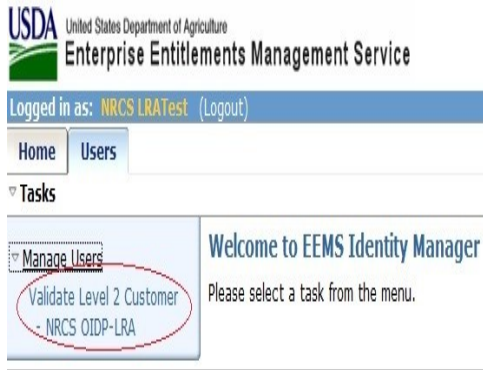 USDA United States Department of Agriculture
Enterprise Entitlements Management Service
Logged in as: NRCS LRATest (Logout)
Home Users
Tasks
Manage Users
Validate Level 2 Customer
- NRCS OIDP-LRA
Welcome to EEMS Identity Manager
Please select a task from the menu.